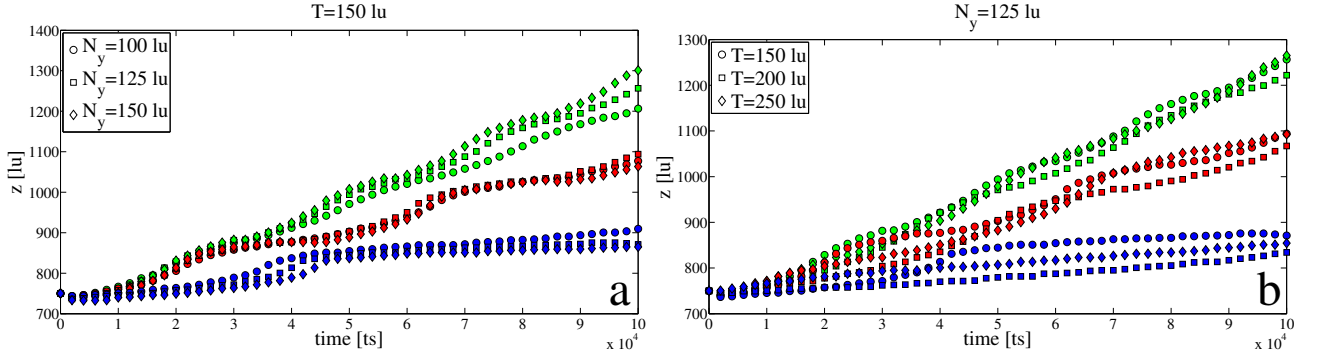 T=150 lu
1400
1300
1200
1100
1000
900
800
700
z [lu]
N_y=100 lu
N_y=125 lu
N_y=150 lu
a
0 1 2 3 4 5 6 7 8 9 10
time [ts]
x 10^4
N_y=125 lu
1300
1200
1100
1000
900
800
700
z [lu]
T=150 lu
T=200 lu
T=250 lu
b
0 1 2 3 4 5 6 7 8 9 10
time [ts]
x 10^4